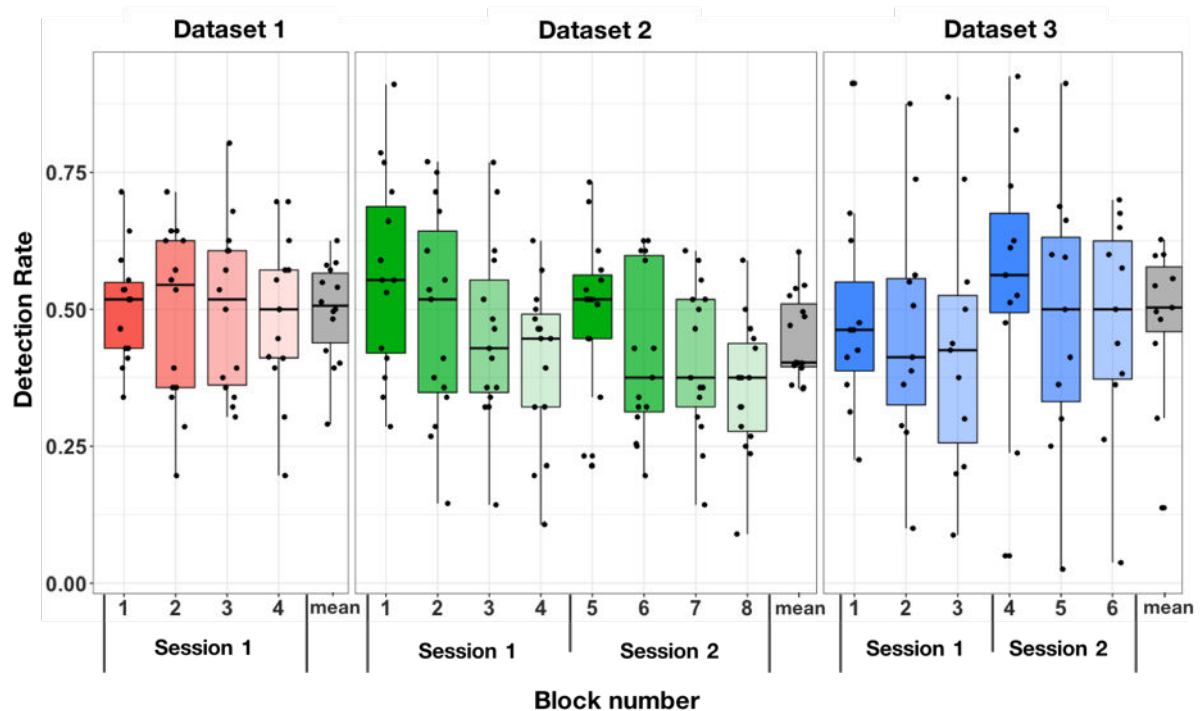 Dataset 1 Dataset 2 Dataset 3
Detection Rate
0.75
0.50
0.25
0.00
1 2 3 4 mean 1 2 3 4 5 6 7 8 mean 1 2 3 4 5 6 mean
Session 1 Session 1 Session 2 Session 1 Session 2
Block number